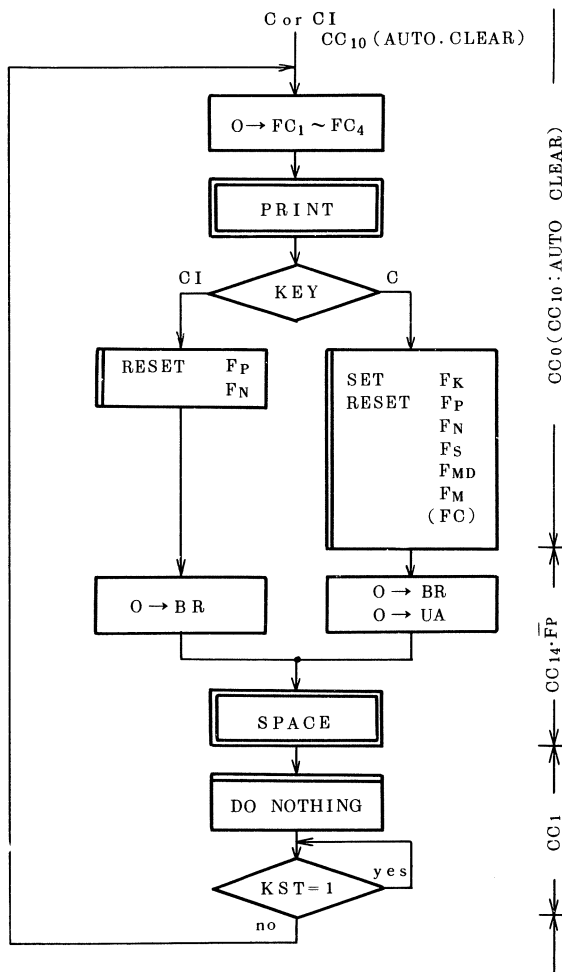 C or CI
CC10 (AUTO. CLEAR)
O → FC1 ~ FC4
PRINT
KEY
CI
C
RESET FP
FN
SET FK
RESET FP
FN
FS
FMD
FM
(FC)
O → BR
O → BR
O → UA
SPACE
DO NOTHING
KST=1
yes
no
CC0 (CC10: AUTO CLEAR)
CC14·F̅P
CC1